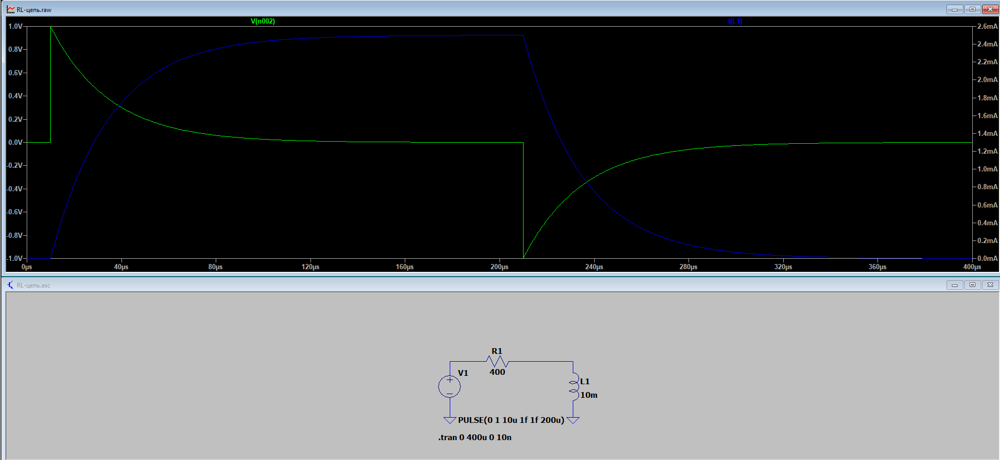 RL-цепь.raw
V(n002) I(L1)
1.0V 2.6mA
0.8V 2.4mA
0.6V 2.2mA
0.4V 2.0mA
0.2V 1.8mA
0.0V 1.6mA
-0.2V 1.4mA
-0.4V 1.2mA
-0.6V 1.0mA
-0.8V 0.8mA
-1.0V 0.6mA
0.4mA
0.2mA
0.0mA
0µs 40µs 80µs 120µs 160µs 200µs 240µs 280µs 320µs 360µs 400µs
RL-цепь.asc
R1
400
V1
L1
10m
PULSE(0 1 10u 1f 1f 200u)
.tran 0 400u 0 10n